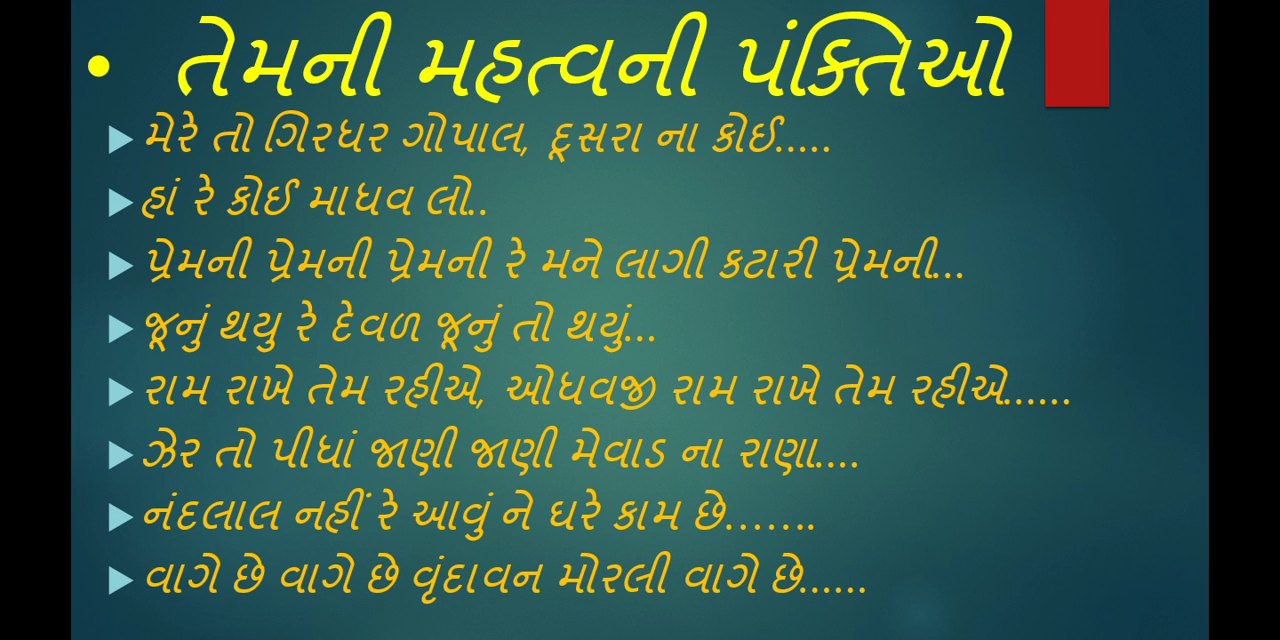 • તેમની મહત્વની પંક્તિઓ
▶ મેરે તો ગિરધર ગોપાલ, દૂસરા ના કોઈ.....
▶ હાં રે કોઈ માધવ લો..
▶ પ્રેમની પ્રેમની પ્રેમની રે મને લાગી કટારી પ્રેમની...
▶ જૂનું થયુ રે દેવળ જૂનું તો થયું...
▶ રામ રાખે તેમ રહીએ, ઓધવજી રામ રાખે તેમ રહીએ......
▶ ઝેર તો પીધાં જાણી જાણી મેવાડ ના રાણા....
▶ નંદલાલ નહીં રે આવું ને ઘરે કામ છે.......
▶ વાગે છે વાગે છે વૃંદાવન મોરલી વાગે છે......